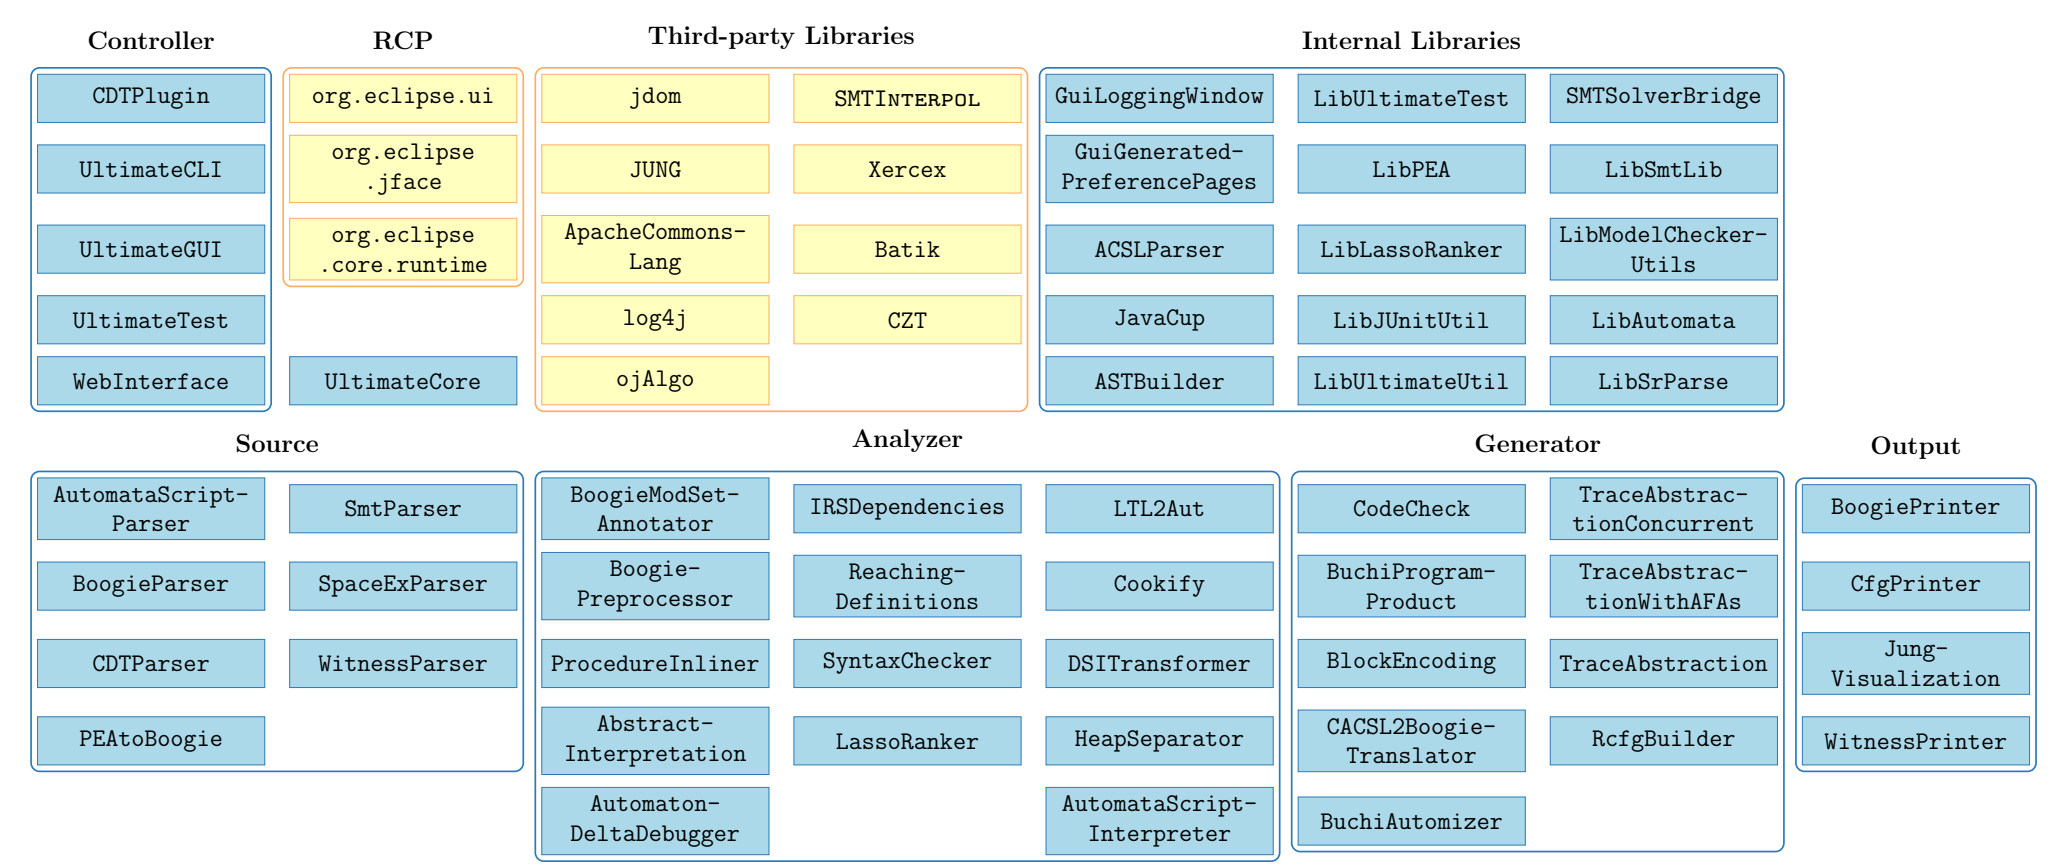 Controller
RCP
Third-party Libraries
Internal Libraries
CDTPlugin
org.eclipse.ui
jdom
SMTINTERPOL
GuiLoggingWindow
LibUltimateTest
SMTSolverBridge
UltimateCLI
org.eclipse
.jface
JUNG
Xercex
GuiGenerated-
PreferencePages
LibPEA
LibSmtLib
UltimateGUI
org.eclipse
.core.runtime
ApacheCommons-
Lang
Batik
ACSLParser
LibLassoRanker
LibModelChecker-
Utils
UltimateTest
log4j
CZT
JavaCup
LibJUnitUtil
LibAutomata
WebInterface
UltimateCore
ojAlgo
ASTBuilder
LibUltimateUtil
LibSrParse
Source
Analyzer
Generator
Output
AutomataScript-
Parser
SmtParser
BoogieModSet-
Annotator
IRSDependencies
LTL2Aut
CodeCheck
TraceAbstrac-
tionConcurrent
BoogiePrinter
BoogieParser
SpaceExParser
Boogie-
Preprocessor
Reaching-
Definitions
Cookify
BuchiProgram-
Product
TraceAbstrac-
tionWithAFAs
CfgPrinter
CDTParser
WitnessParser
ProcedureInliner
SyntaxChecker
DSITransformer
BlockEncoding
TraceAbstraction
Jung-
Visualization
PEAtoBoogie
Abstract-
Interpretation
LassoRanker
HeapSeparator
CACSL2Boogie-
Translator
RcfgBuilder
WitnessPrinter
Automaton-
DeltaDebugger
AutomataScript-
Interpreter
BuchiAutomizer